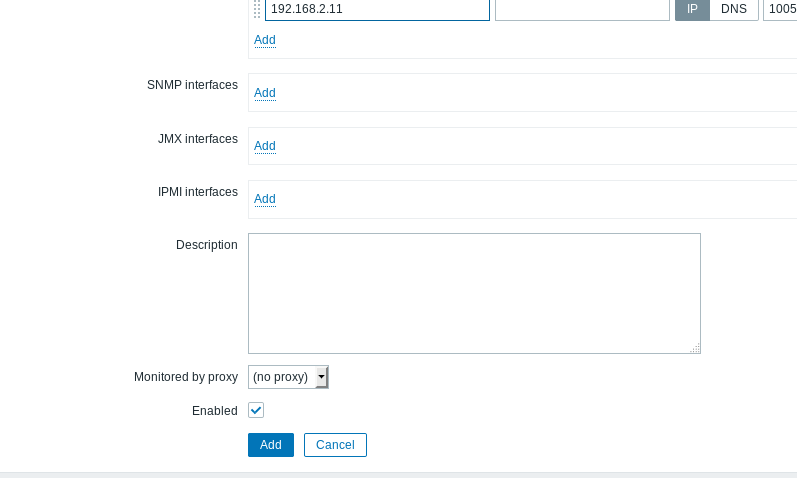 192.168.2.11 IP DNS 1005
Add
SNMP interfaces Add
JMX interfaces Add
IPMI interfaces Add
Description
Monitored by proxy (no proxy)
Enabled
Add Cancel